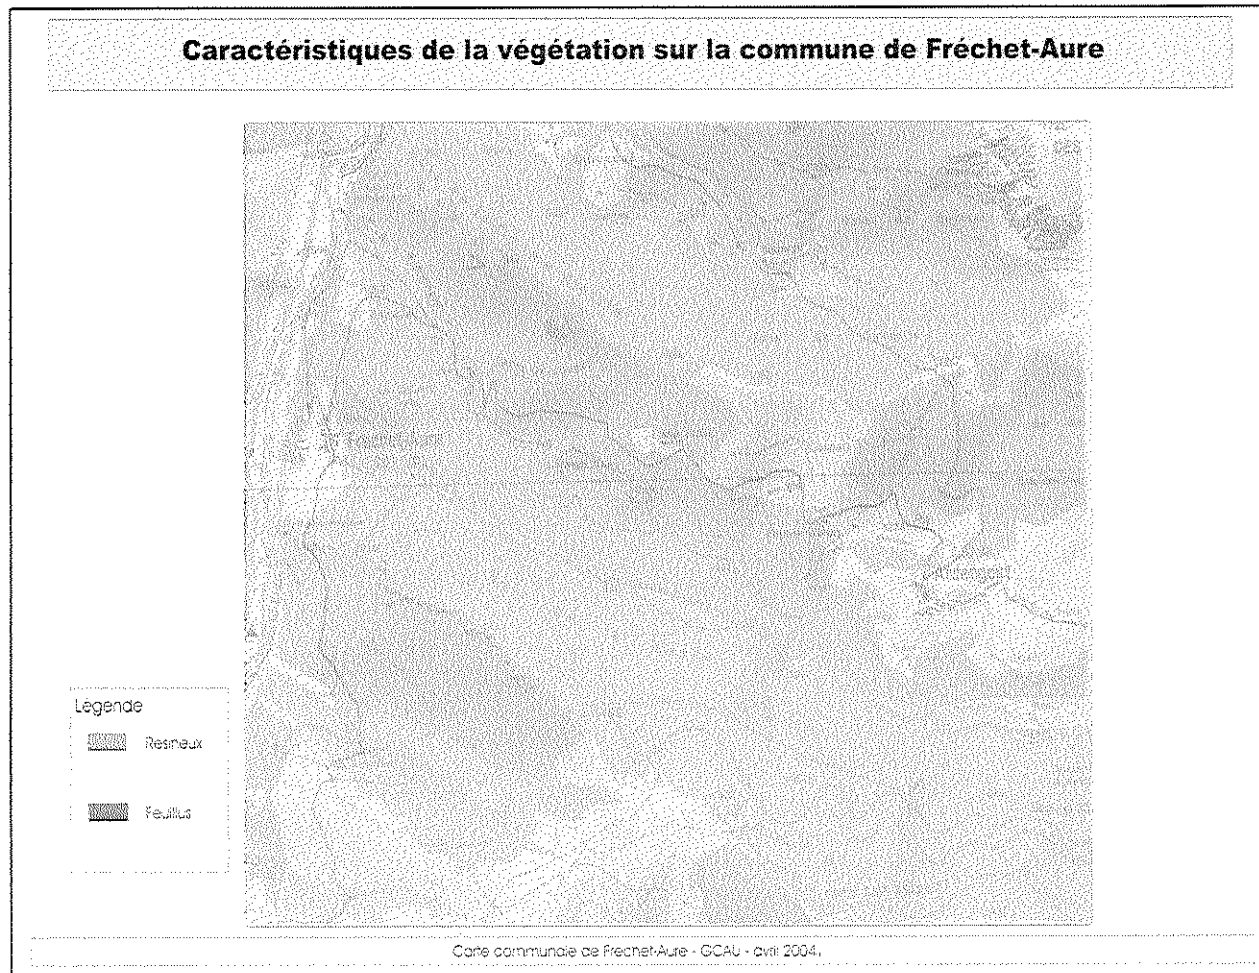 Caractéristiques de la végétation sur la commune de Fréchet-Aure
Légende
Resineux
Feuillus
Carte communale de Frechet-Aure - GCAU - avril 2004.